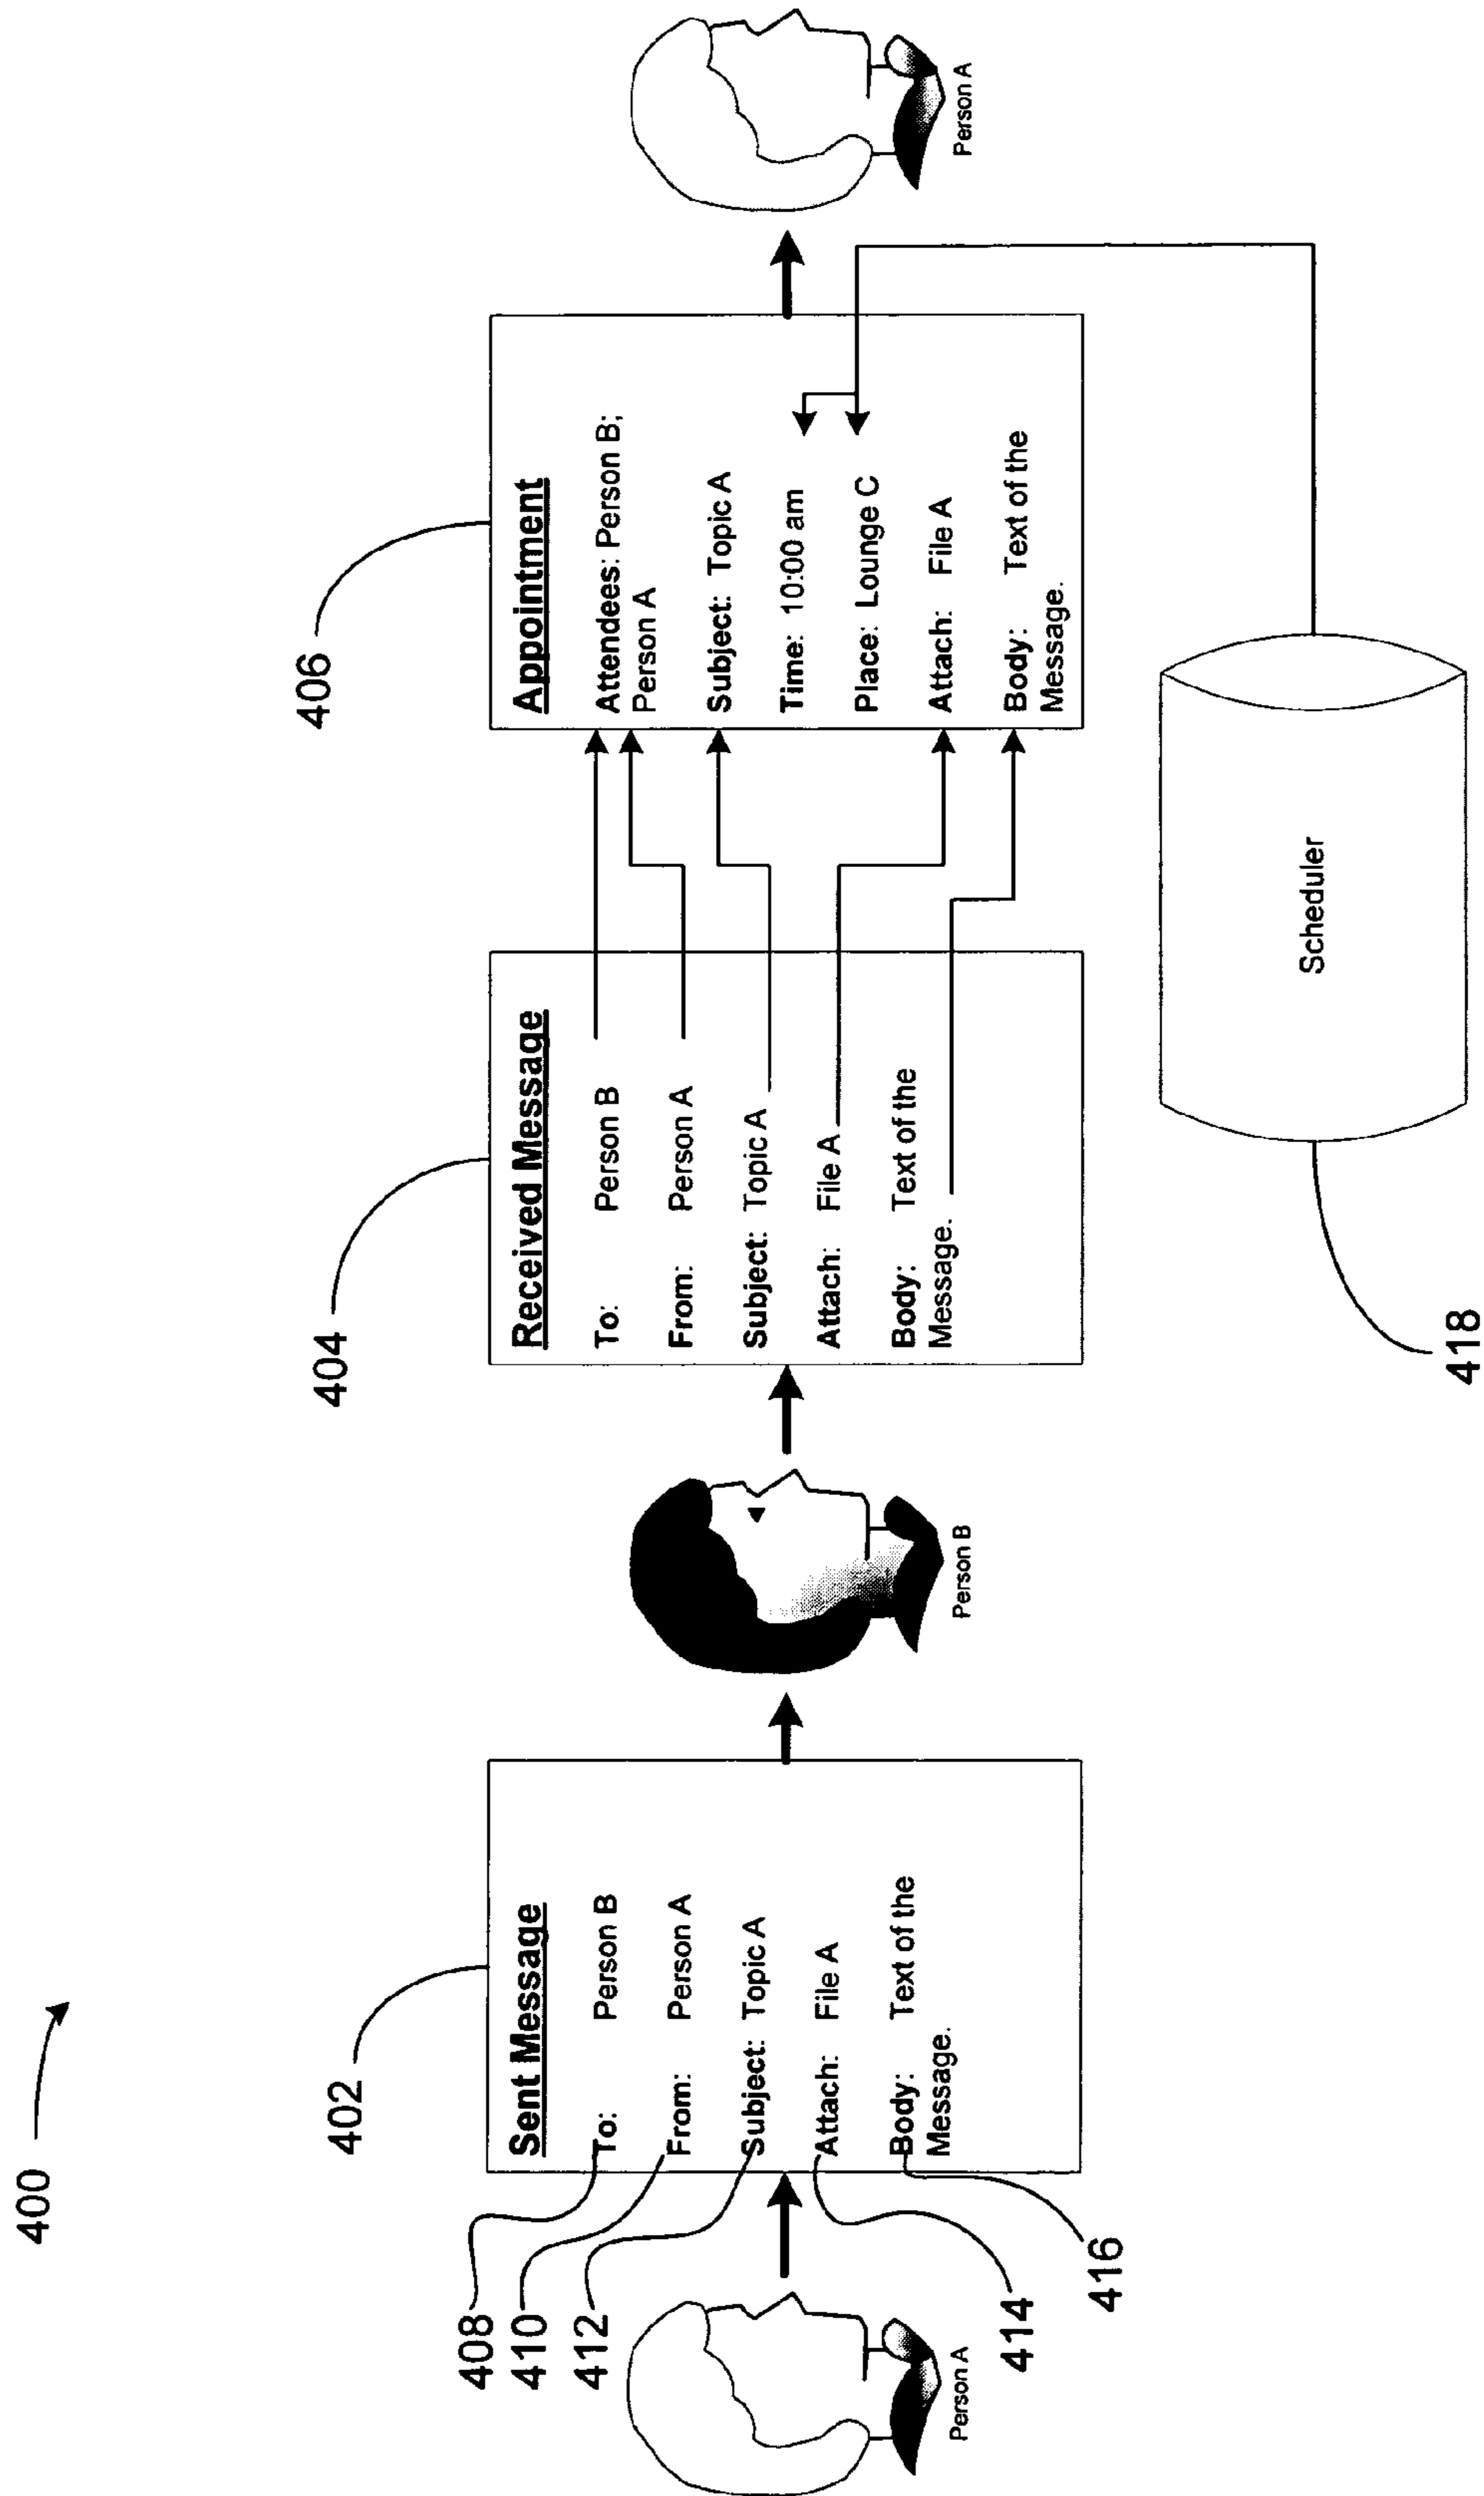 400
402
404
406
408
410
412
414
416
418
Person A
Sent Message
To: Person B
From: Person A
Subject: Topic A
Attach: File A
Body: Text of the
Message.
Person B
Received Message
To: Person B
From: Person A
Subject: Topic A
Attach: File A
Body: Text of the
Message.
Appointment
Attendees: Person B;
Person A
Subject: Topic A
Time: 10:00 am
Place: Lounge C
Attach: File A
Body: Text of the
Message.
Person A
Scheduler